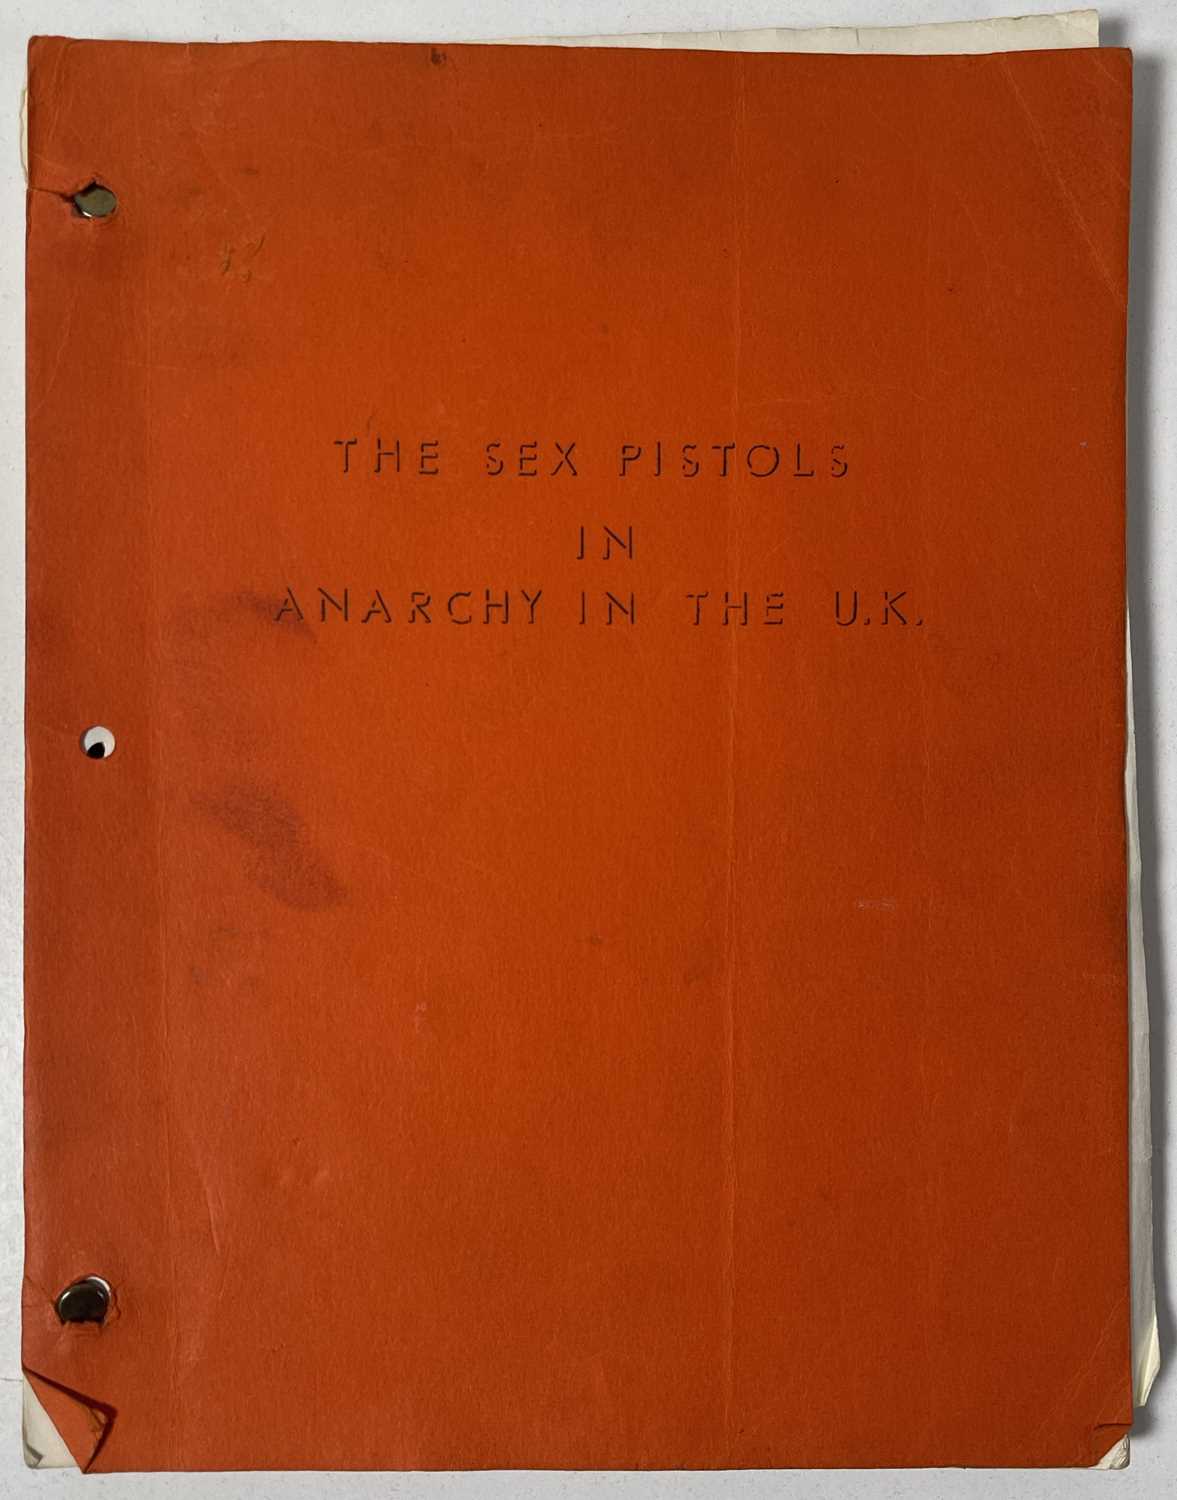 THE SEX PISTOLS
IN
ANARCHY IN THE U.K.